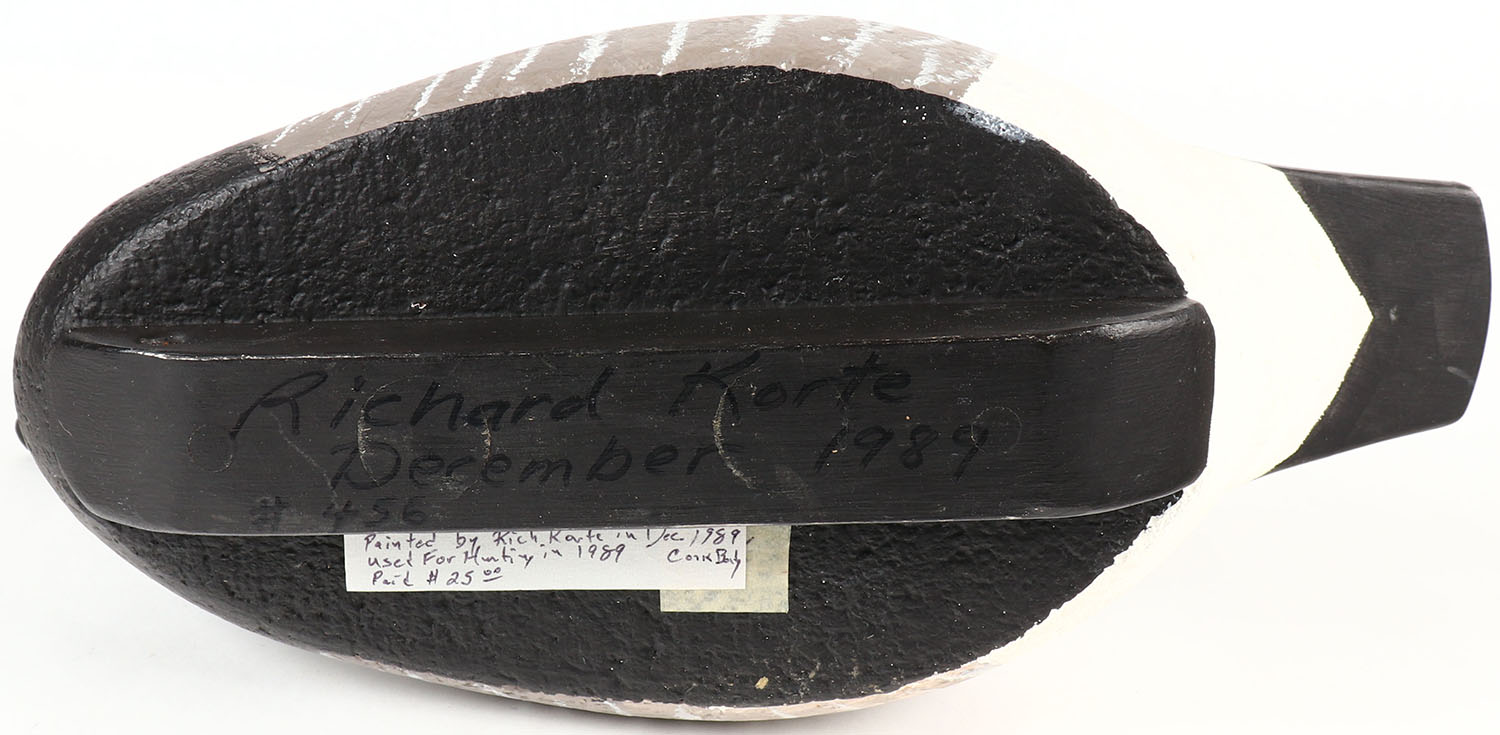 Richard Korte
December 1989
# 456
Painted by Rich Korte in Dec 1989,
used For Hunting in 1989 Cork Body
Paid # 25 00